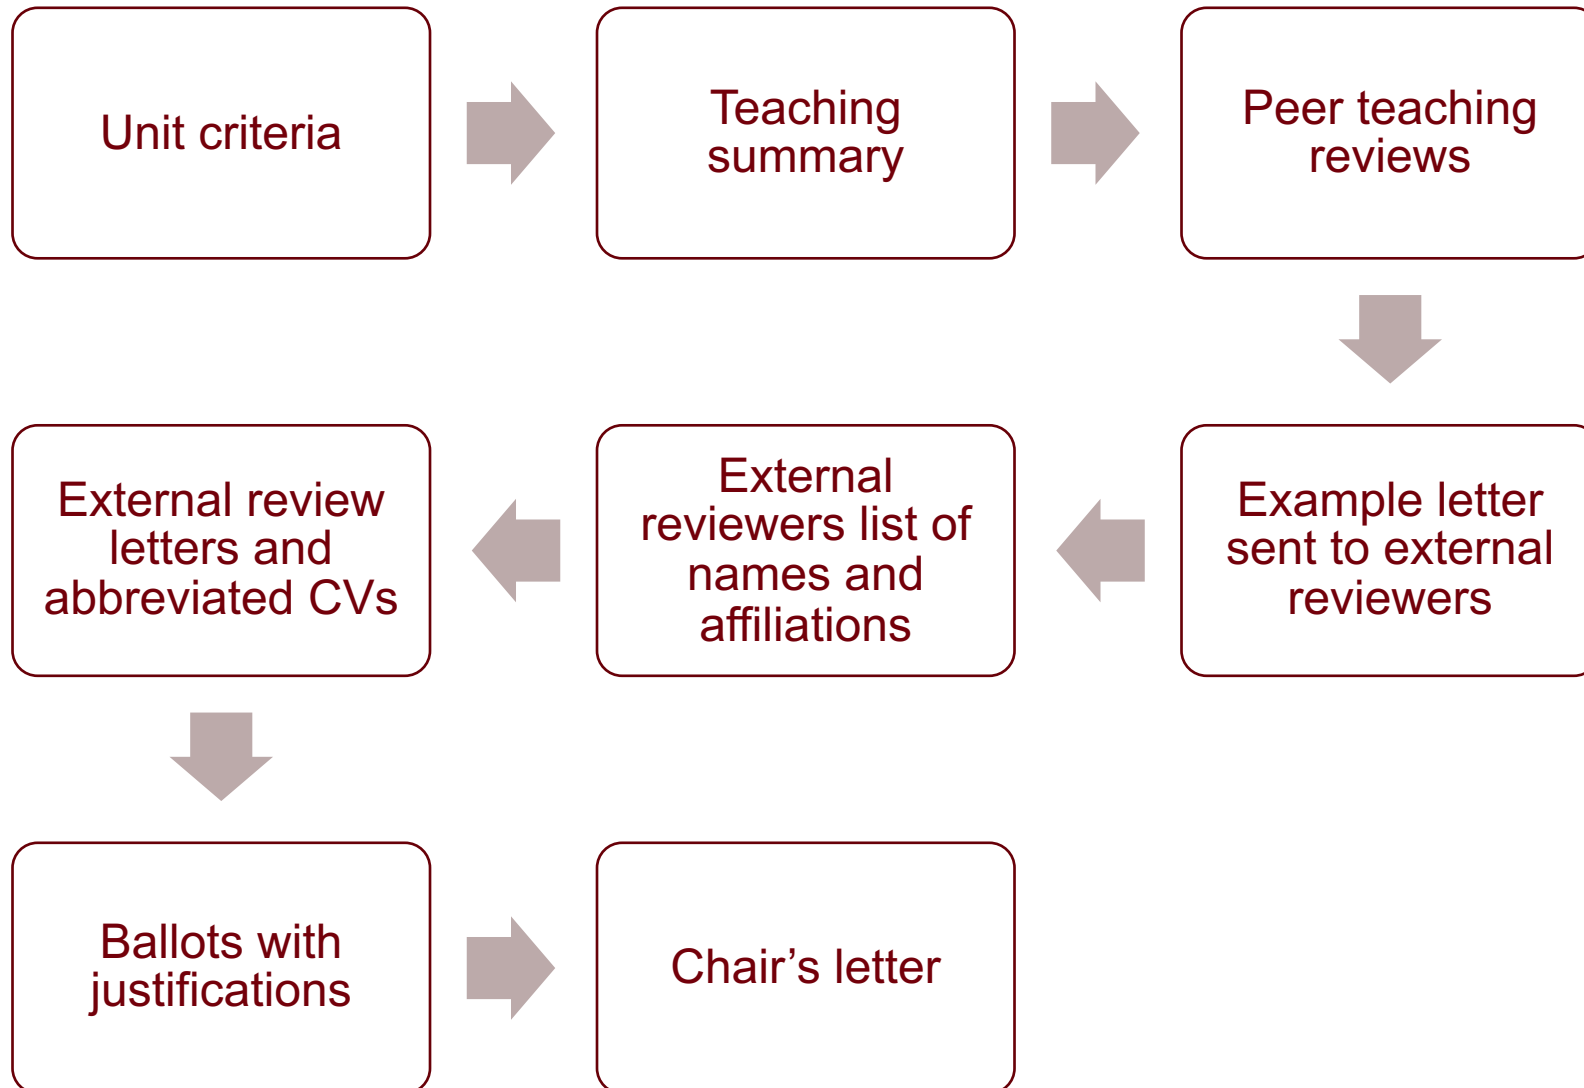 Unit criteria
Teaching
summary
Peer teaching
reviews
Example letter
sent to external
reviewers
External
reviewers list of
names and
affiliations
External review
letters and
abbreviated CVs
Ballots with
justifications
Chair’s letter